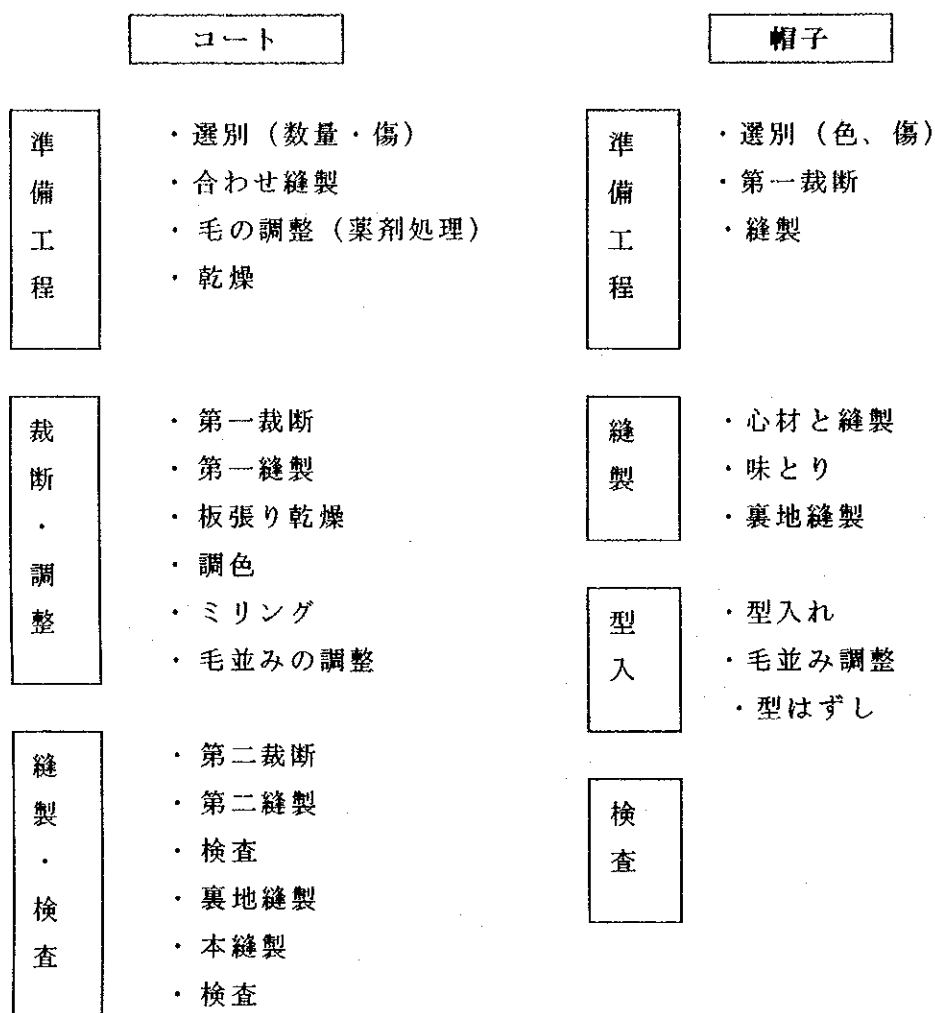 コート
準備工程
・選別（数量・傷）
・合わせ縫製
・毛の調整（薬剤処理）
・乾燥
裁断・調整
・第一裁断
・第一縫製
・板張り乾燥
・調色
・ミリング
・毛並みの調整
縫製・検査
・第二裁断
・第二縫製
・検査
・裏地縫製
・本縫製
・検査
帽子
準備工程
・選別（色、傷）
・第一裁断
・縫製
縫製
・心材と縫製
・味とり
・裏地縫製
型入
・型入れ
・毛並み調整
・型はずし
検査